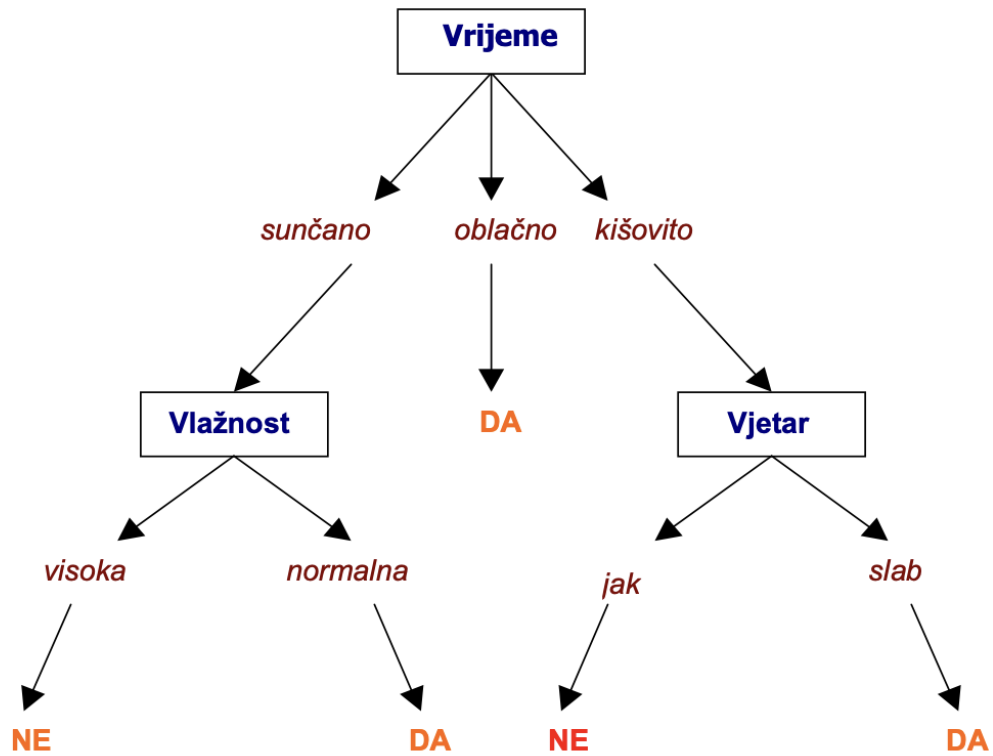 Vrijeme
sunčano oblačno kišovito
Vlažnost DA Vjetar
visoka normalna jak slab
NE DA NE DA